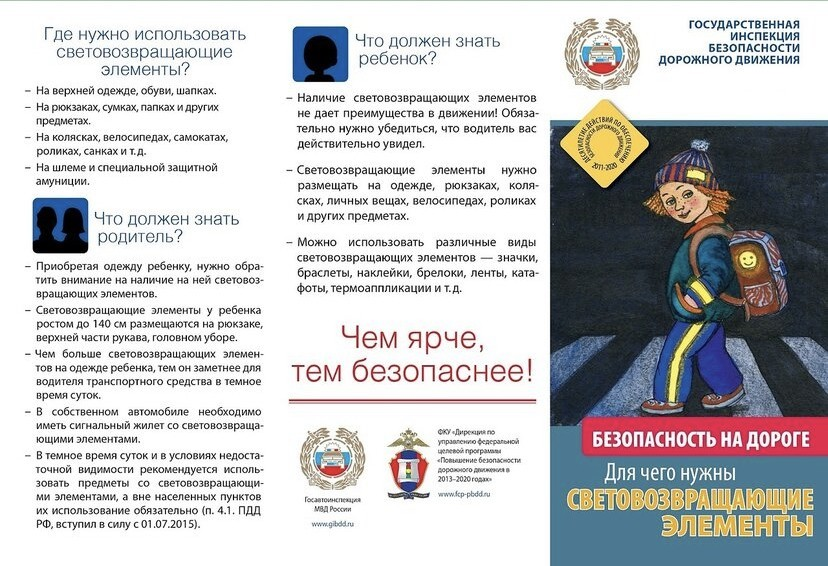 Где нужно использовать
световозвращающие
элементы?
– На верхней одежде, обуви, шапках.
– На рюкзаках, сумках, папках и других
предметах.
– На колясках, велосипедах, самокатах,
роликах, санках и т. д.
– На шлеме и специальной защитной
амуниции.
Что должен знать
родитель?
– Приобретая одежду ребенку, нужно обра-
тить внимание на наличие на ней световоз-
вращающих элементов.
– Световозвращающие элементы у ребенка
ростом до 140 см размещаются на рюкзаке,
верхней части рукава, головном уборе.
– Чем больше световозвращающих элемен-
тов на одежде ребенка, тем он заметнее для
водителя транспортного средства в темное
время суток.
– В собственном автомобиле необходимо
иметь сигнальный жилет со световозвраща-
ющими элементами.
– В темное время суток и в условиях недоста-
точной видимости рекомендуется исполь-
зовать предметы со световозвращающи-
ми элементами, а вне населенных пунктов
их использование обязательно (п. 4.1. ПДД
РФ, вступил в силу с 01.07.2015).
Что должен знать
ребенок?
– Наличие световозвращающих элементов
не дает преимущества в движении! Обяза-
тельно нужно убедиться, что водитель вас
действительно увидел.
– Световозвращающие элементы нужно
размещать на одежде, рюкзаках, коля-
сках, личных вещах, велосипедах, роликах
и других предметах.
– Можно использовать различные виды
световозвращающих элементов — значки,
браслеты, наклейки, брелоки, ленты, ката-
фоты, термоаппликации и т. д.
Чем ярче,
тем безопаснее!
Госавтоинспекция
МВД России
www.gibdd.ru
ФКУ «Дирекция по
управлению федеральной
целевой программы
«Повышение безопасности
дорожного движения в
2013–2020 годах»
www.fcp-pbdd.ru
ГОСУДАРСТВЕННАЯ
ИНСПЕКЦИЯ
БЕЗОПАСНОСТИ
ДОРОЖНОГО ДВИЖЕНИЯ
ДЕСЯТИЛЕТИЕ ДЕЙСТВИЙ ПО ОБЕСПЕЧЕНИЮ
БЕЗОПАСНОСТИ ДОРОЖНОГО ДВИЖЕНИЯ
2011-2020
БЕЗОПАСНОСТЬ НА ДОРОГЕ
Для чего нужны
СВЕТОВОЗВРАЩАЮЩИЕ
ЭЛЕМЕНТЫ